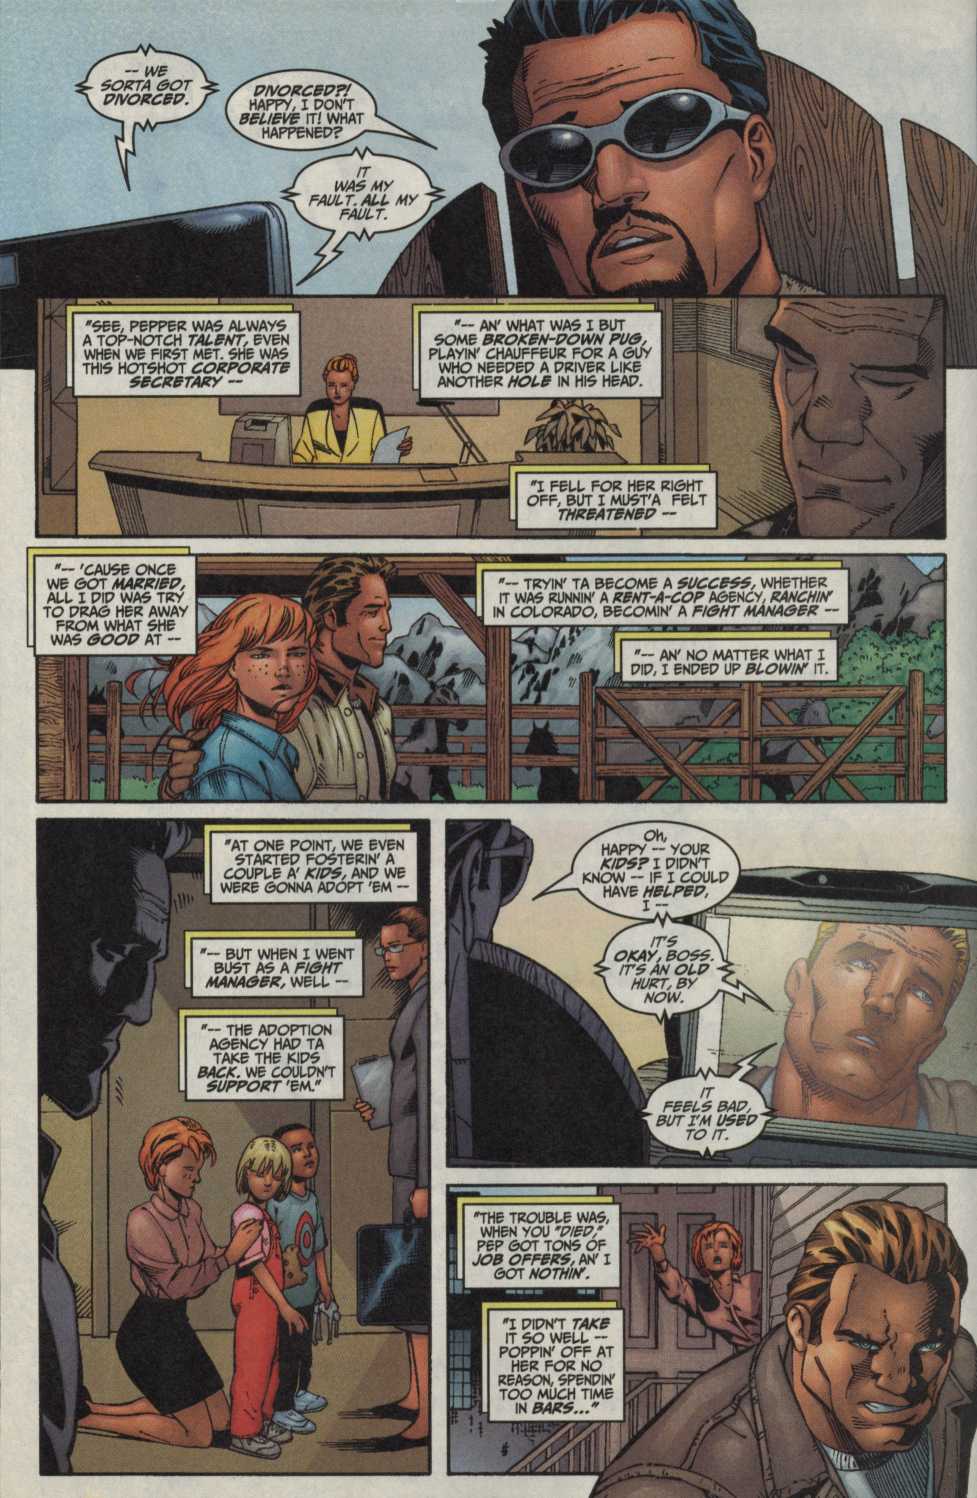 -- WE
SORTA GOT
DIVORCED.
DIVORCED?!
HAPPY, I DON'T
BELIEVE IT! WHAT
HAPPENED?
IT
WAS MY
FAULT. ALL MY
FAULT.
"SEE, PEPPER WAS ALWAYS
A TOP-NOTCH TALENT, EVEN
WHEN WE FIRST MET. SHE WAS
THIS HOTSHOT CORPORATE
SECRETARY --
"-- AN' WHAT WAS I BUT
SOME BROKEN-DOWN PUG,
PLAYIN' CHAUFFEUR FOR A GUY
WHO NEEDED A DRIVER LIKE
ANOTHER HOLE IN HIS HEAD.
"I FELL FOR HER RIGHT
OFF, BUT I MUST'A FELT
THREATENED --
"-- 'CAUSE ONCE
WE GOT MARRIED,
ALL I DID WAS TRY
TO DRAG HER AWAY
FROM WHAT SHE
WAS GOOD AT --
"-- TRYIN' TA BECOME A SUCCESS, WHETHER
IT WAS RUNNIN' A RENT-A-COP AGENCY, RANCHIN'
IN COLORADO, BECOMIN' A FIGHT MANAGER --
"-- AN' NO MATTER WHAT I
DID, I ENDED UP BLOWIN' IT.
"AT ONE POINT, WE EVEN
STARTED FOSTERIN' A
COUPLE A' KIDS, AND WE
WERE GONNA ADOPT 'EM --
"-- BUT WHEN I WENT
BUST AS A FIGHT
MANAGER, WELL --
"-- THE ADOPTION
AGENCY HAD TA
TAKE THE KIDS
BACK. WE COULDN'T
SUPPORT 'EM."
Oh,
HAPPY -- YOUR
KIDS? I DIDN'T
KNOW -- IF I COULD
HAVE HELPED,
I --
IT'S
OKAY, BOSS.
IT'S AN OLD
HURT, BY
NOW.
IT
FEELS BAD,
BUT I'M USED
TO IT.
"THE TROUBLE WAS,
WHEN YOU "DIED,"
PEP GOT TONS OF
JOB OFFERS, AN' I
GOT NOTHIN'.
"I DIDN'T TAKE
IT SO WELL --
POPPIN' OFF AT
HER FOR NO
REASON, SPENDIN'
TOO MUCH TIME
IN BARS..."